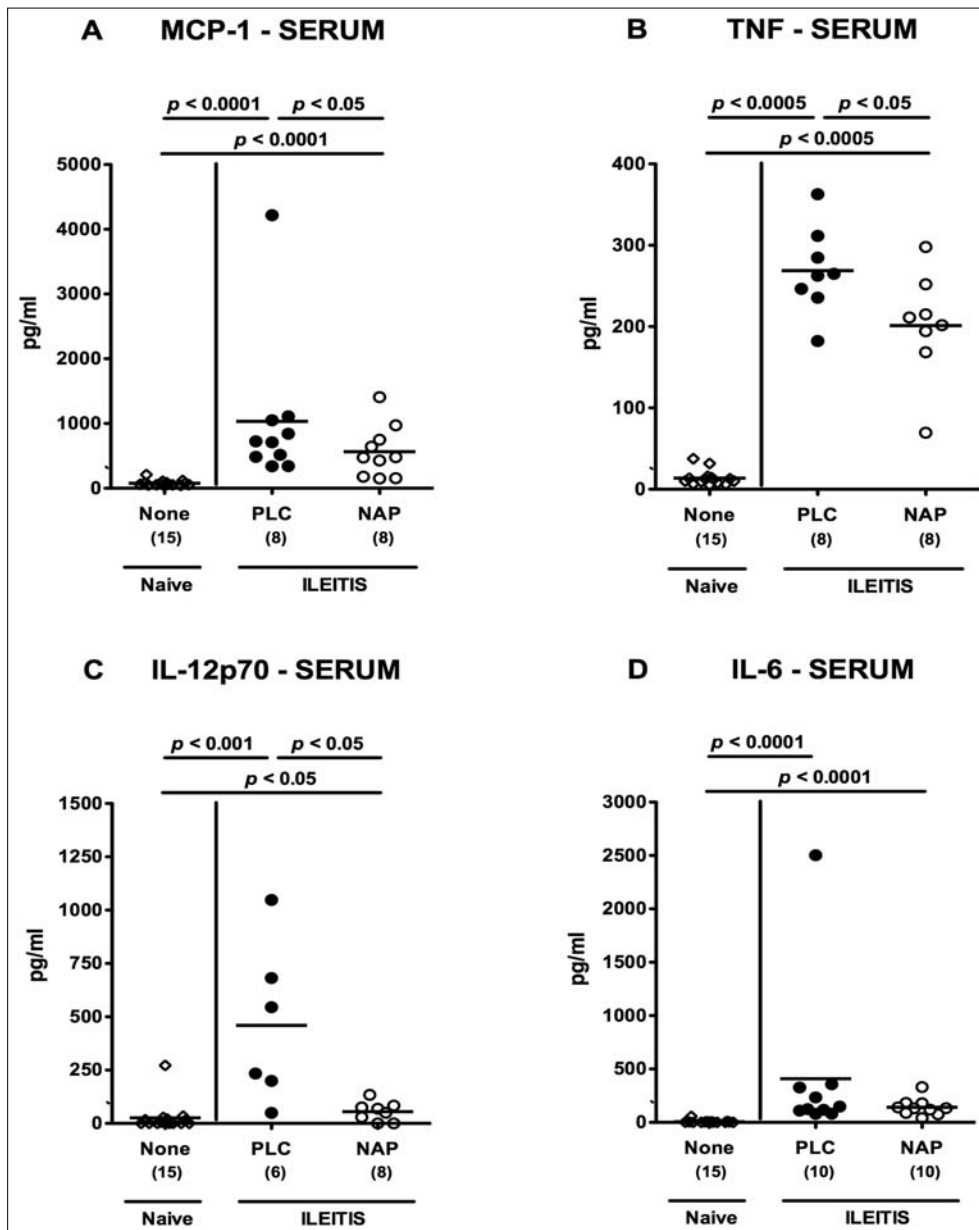 A MCP-1 - SERUM
p < 0.0001 p < 0.05
p < 0.0001
5000
4000
3000
2000
1000
0
pg/ml
None PLC NAP
(15) (8) (8)
Naive ILEITIS
B TNF - SERUM
p < 0.0005 p < 0.05
p < 0.0005
400
300
200
100
0
pg/ml
None PLC NAP
(15) (8) (8)
Naive ILEITIS
C IL-12p70 - SERUM
p < 0.001 p < 0.05
p < 0.05
1500
1250
1000
750
500
250
0
pg/ml
None PLC NAP
(15) (6) (8)
Naive ILEITIS
D IL-6 - SERUM
p < 0.0001
p < 0.0001
3000
2500
2000
1500
1000
500
0
pg/ml
None PLC NAP
(15) (10) (10)
Naive ILEITIS